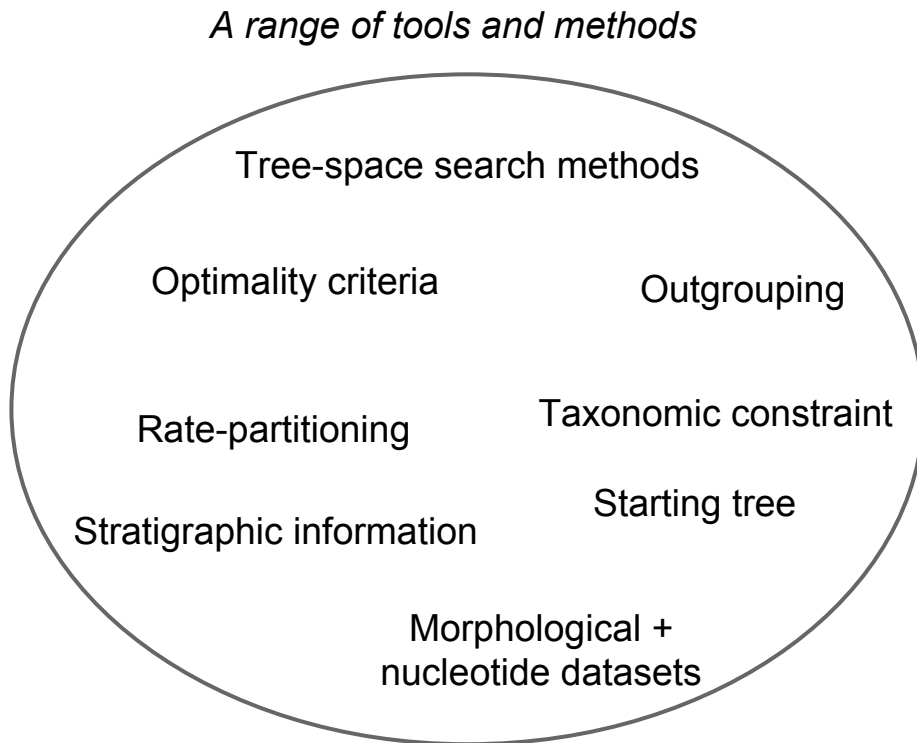 A range of tools and methods
Tree-space search methods
Optimality criteria
Outgrouping
Rate-partitioning
Taxonomic constraint
Stratigraphic information
Starting tree
Morphological +
nucleotide datasets